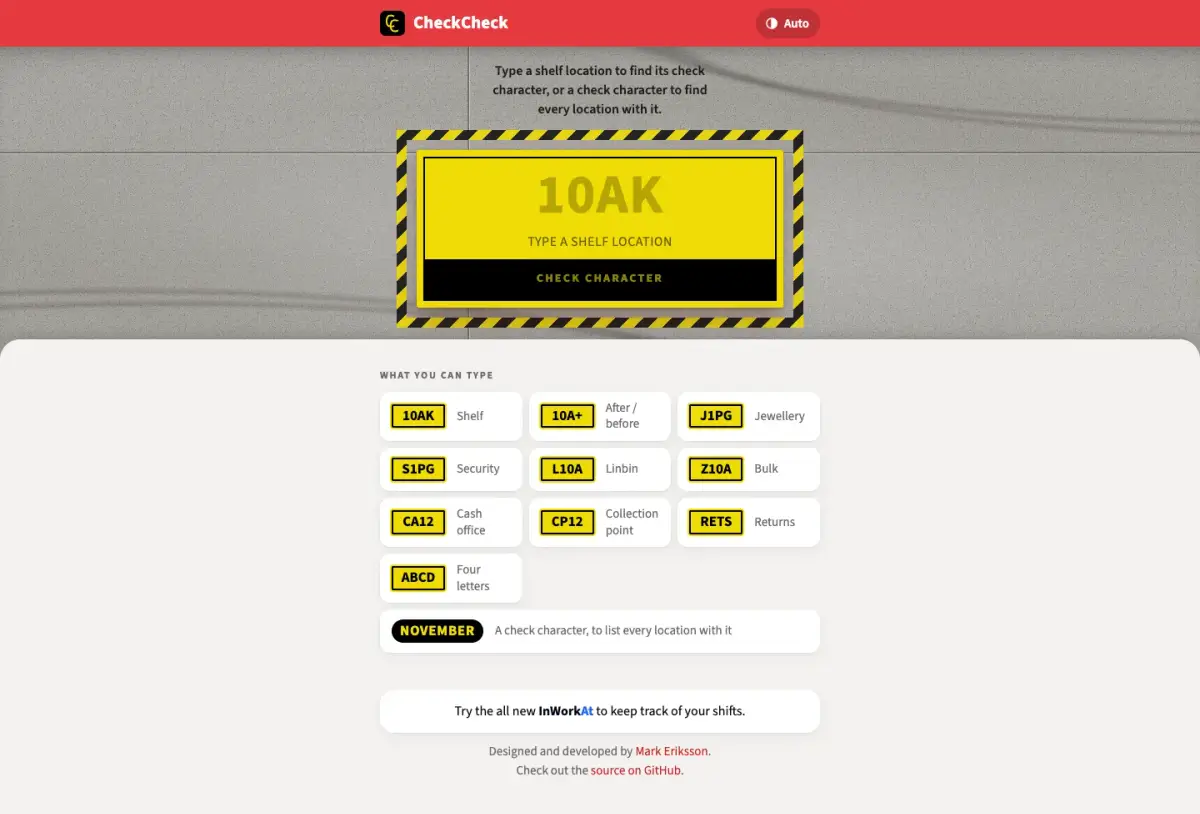 CC CheckCheck
Auto
Type a shelf location to find its check
character, or a check character to find
every location with it.
10AK
TYPE A SHELF LOCATION
CHECK CHARACTER
WHAT YOU CAN TYPE
10AK Shelf
10A+ After /
before
J1PG Jewellery
S1PG Security
L10A Linbin
Z10A Bulk
CA12 Cash
office
CP12 Collection
point
RETS Returns
ABCD Four
letters
NOVEMBER A check character, to list every location with it
Try the all new InWorkAt to keep track of your shifts.
Designed and developed by Mark Eriksson.
Check out the source on GitHub.